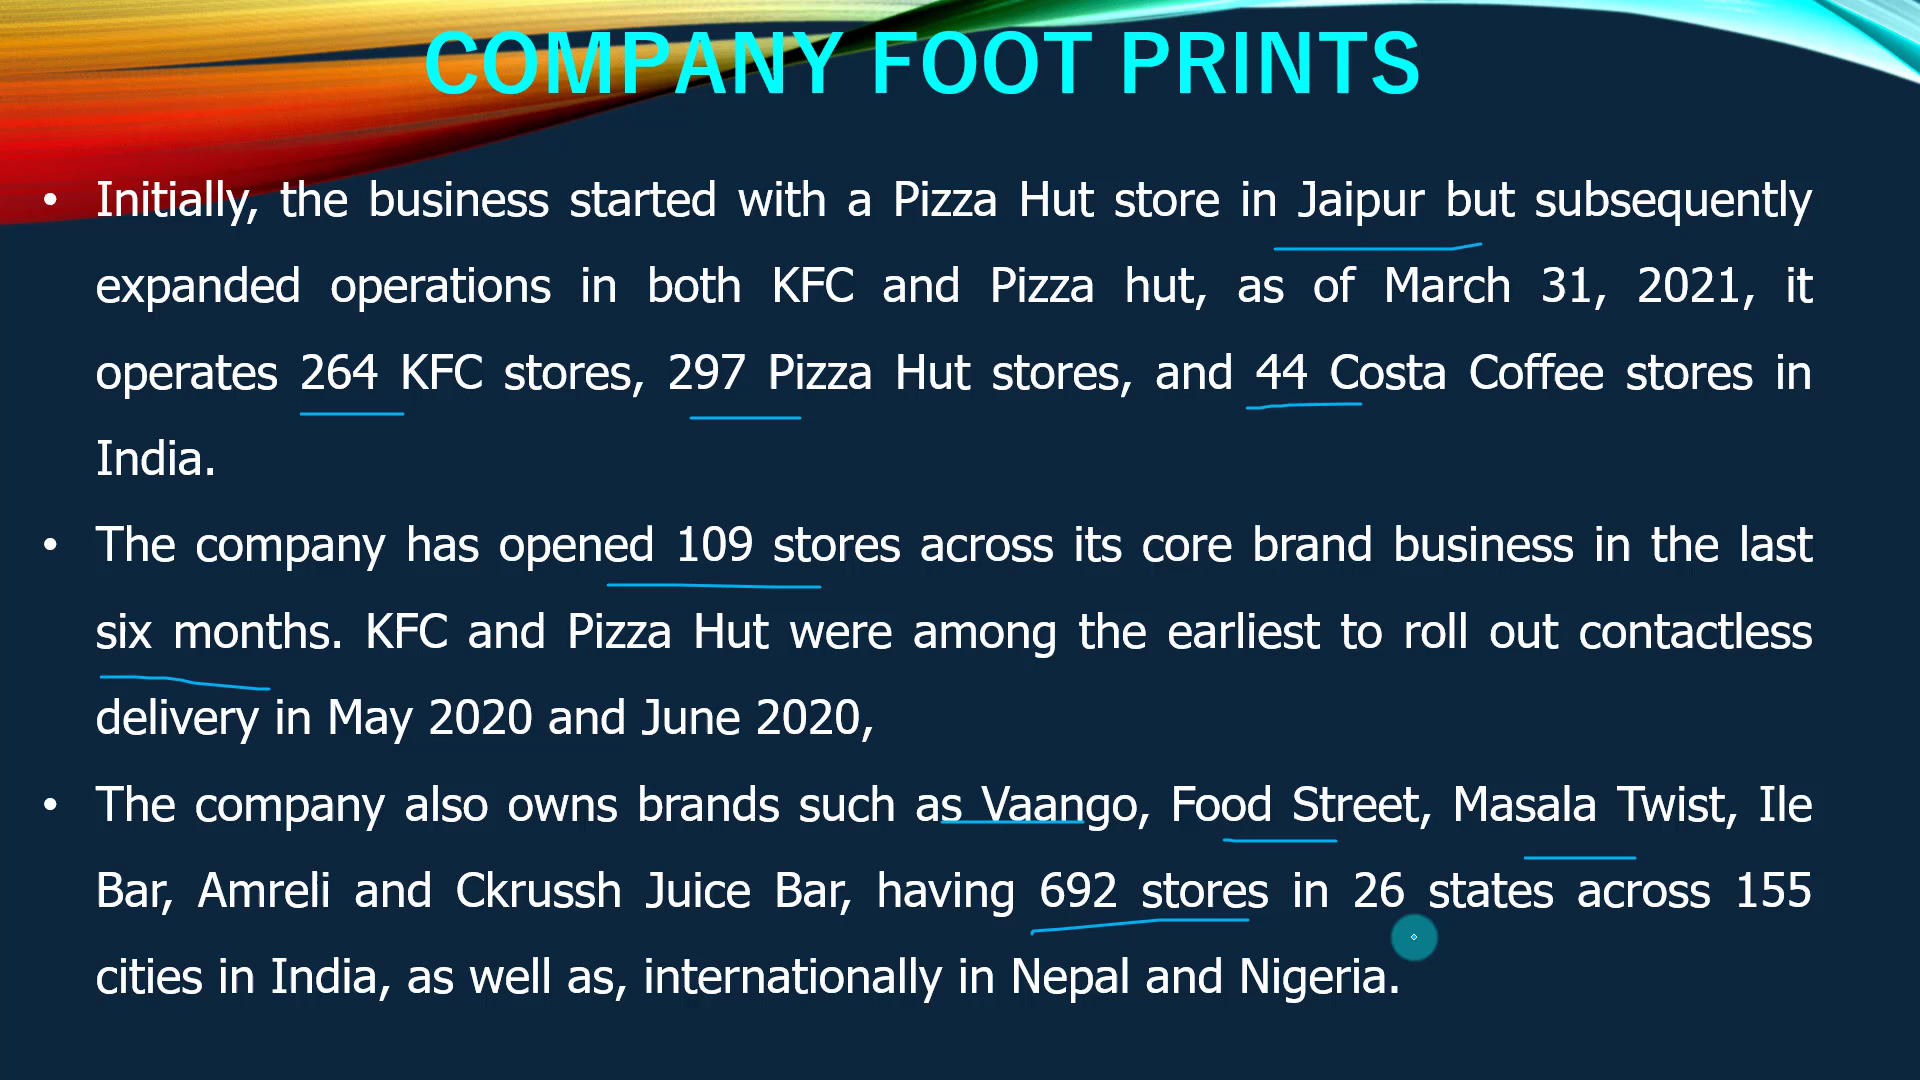 COMPANY FOOT PRINTS
• Initially, the business started with a Pizza Hut store in Jaipur but subsequently
expanded operations in both KFC and Pizza hut, as of March 31, 2021, it
operates 264 KFC stores, 297 Pizza Hut stores, and 44 Costa Coffee stores in
India.
• The company has opened 109 stores across its core brand business in the last
six months. KFC and Pizza Hut were among the earliest to roll out contactless
delivery in May 2020 and June 2020,
• The company also owns brands such as Vaango, Food Street, Masala Twist, Ile
Bar, Amreli and Ckrussh Juice Bar, having 692 stores in 26 states across 155
cities in India, as well as, internationally in Nepal and Nigeria.